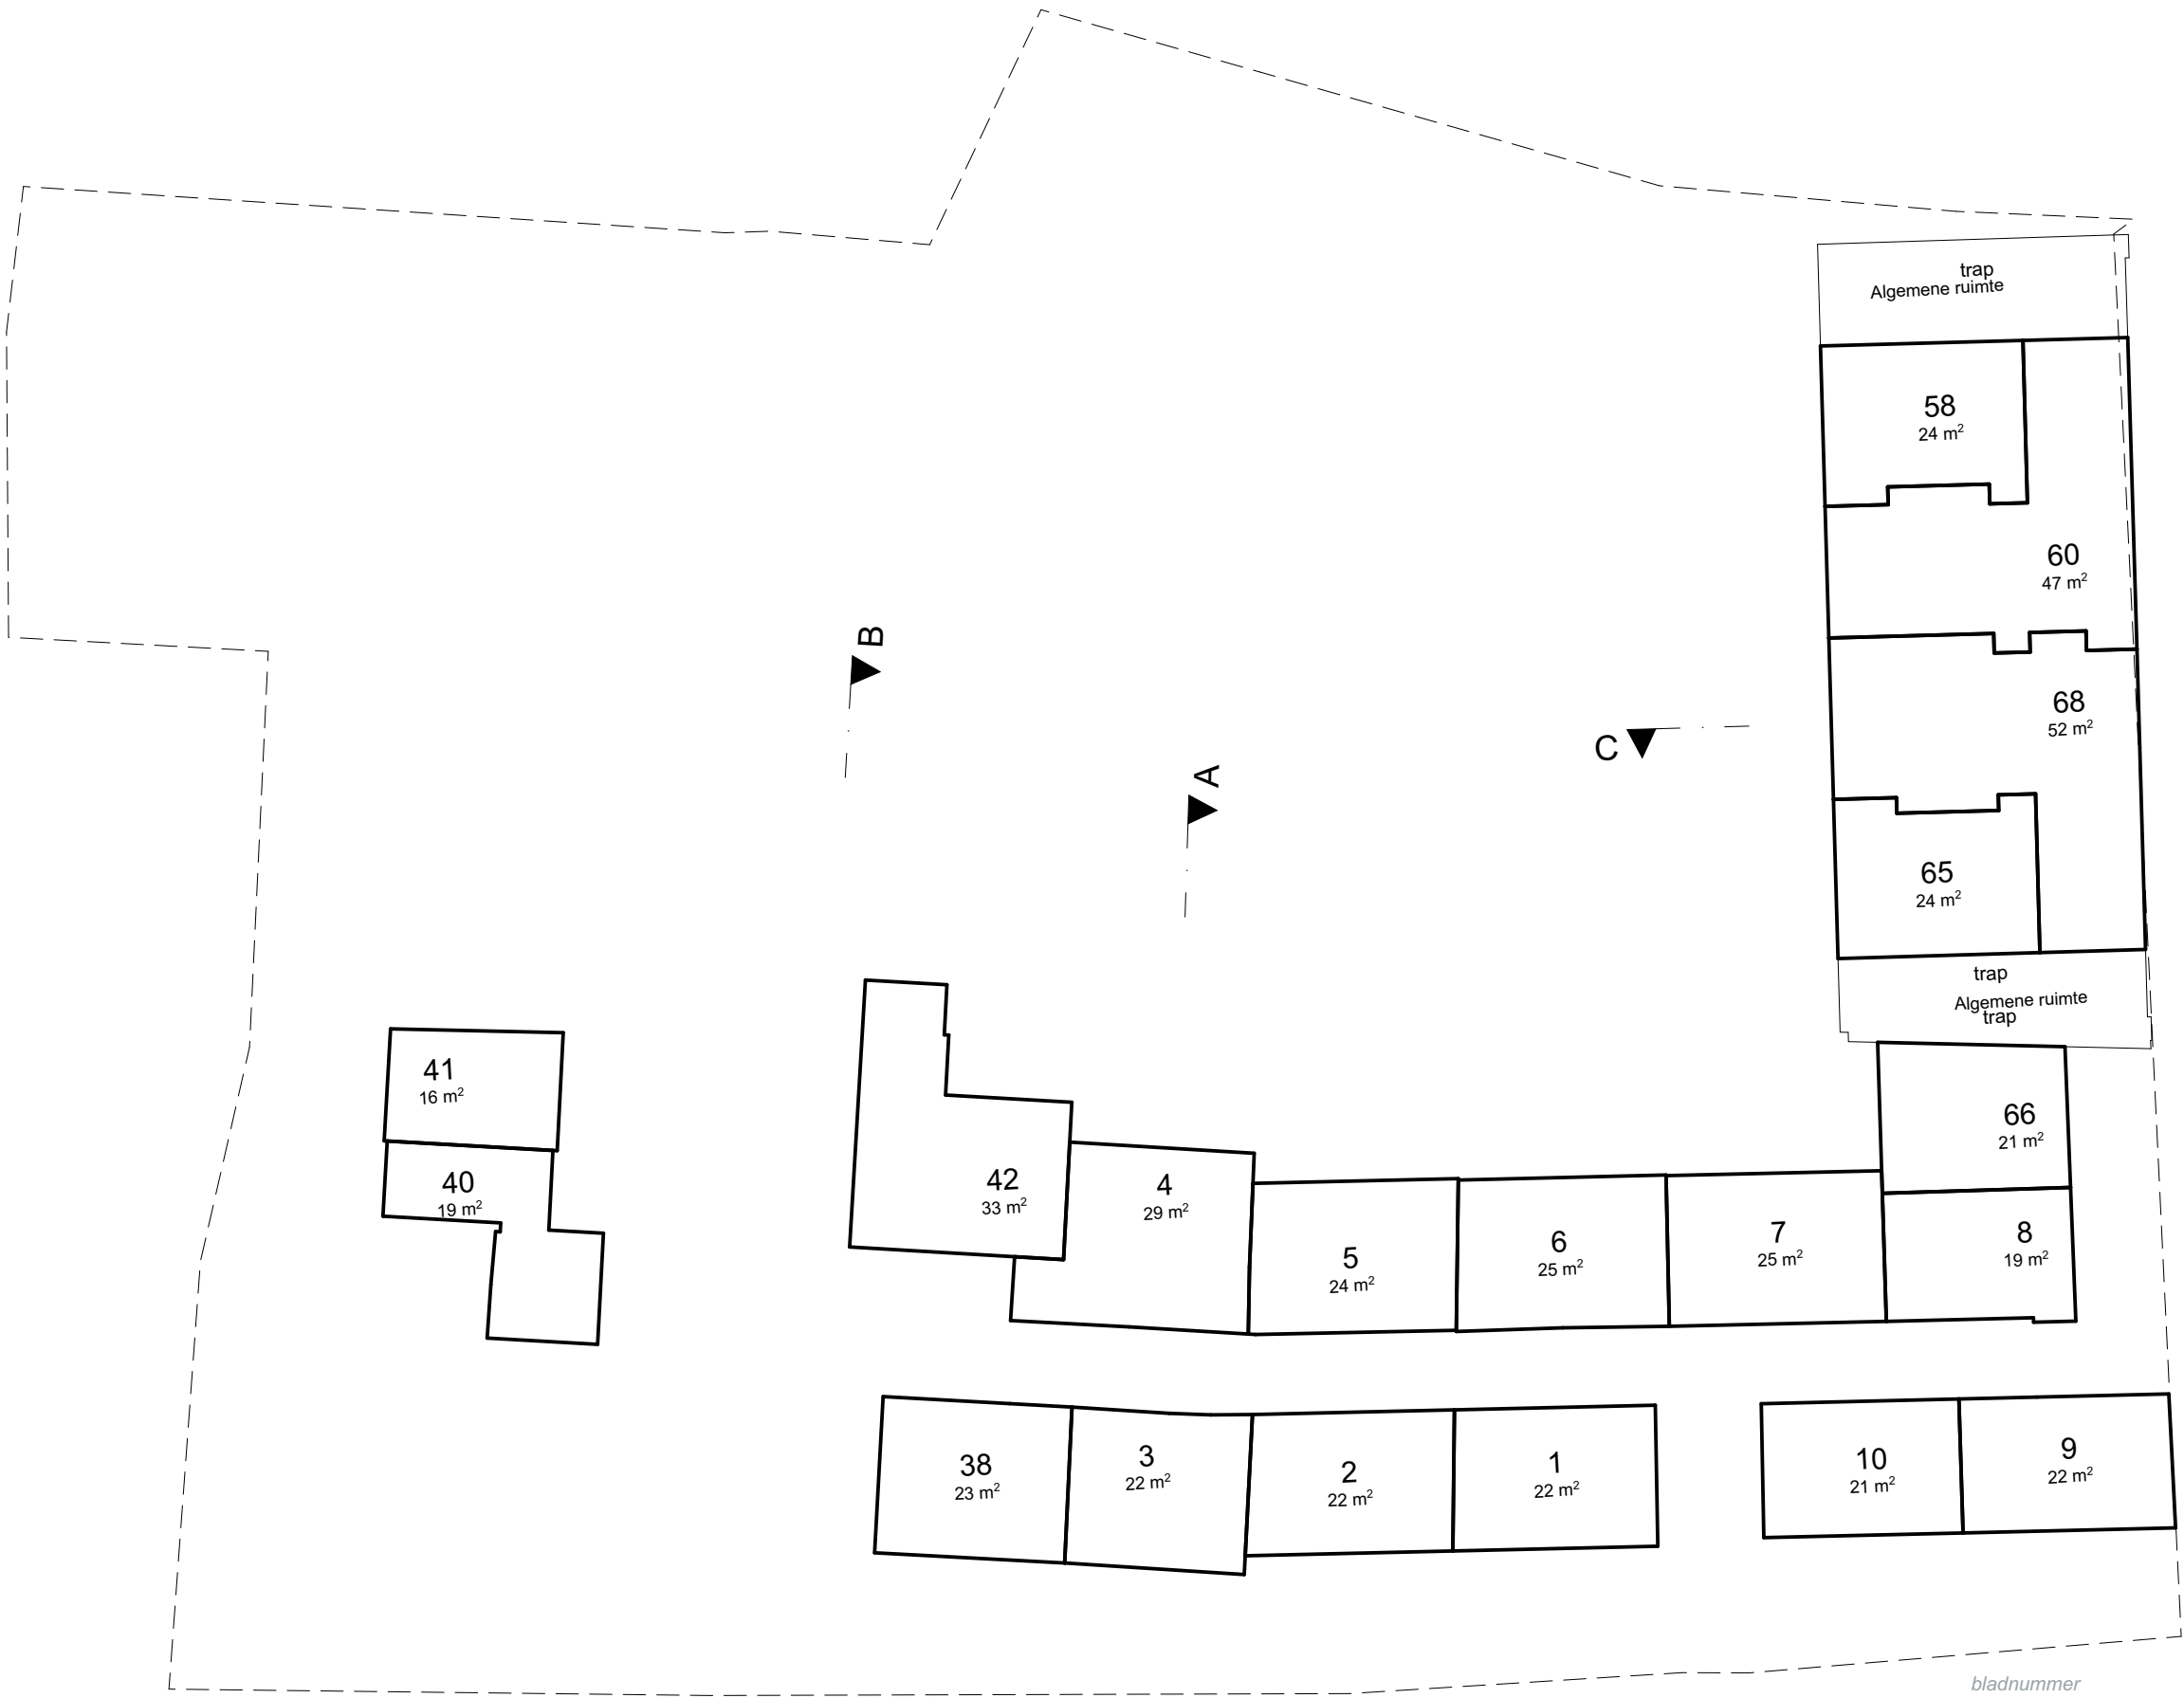 trap
Algemene ruimte
58
24 m²
60
47 m²
B
68
52 m²
C
A
65
24 m²
trap
Algemene ruimte
trap
41
16 m²
66
21 m²
40
19 m²
42
33 m²
4
29 m²
5
24 m²
6
25 m²
7
25 m²
8
19 m²
38
23 m²
3
22 m²
2
22 m²
1
22 m²
10
21 m²
9
22 m²
bladnummer